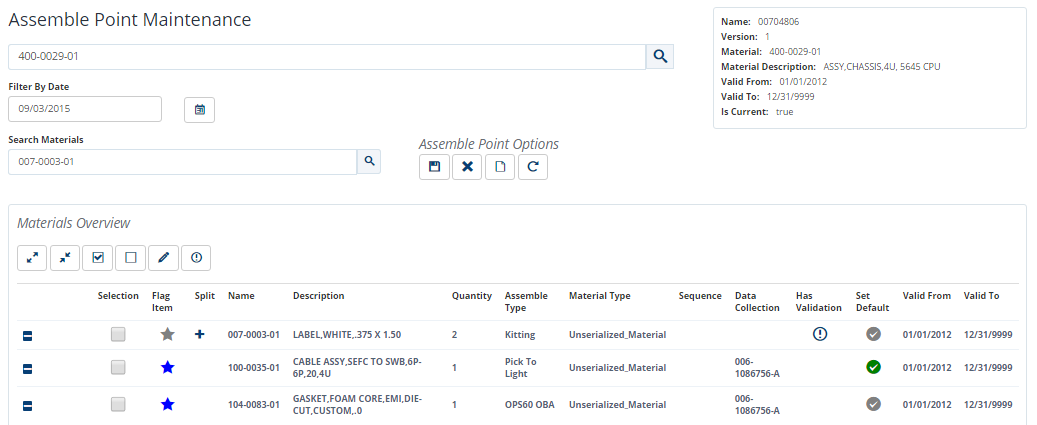 Assemble Point Maintenance
400-0029-01
Name: 00704806
Version: 1
Material: 400-0029-01
Material Description: ASSY,CHASSIS,4U, 5645 CPU
Valid From: 01/01/2012
Valid To: 12/31/9999
Is Current: true
Filter By Date
09/03/2015
Search Materials
007-0003-01
Assemble Point Options
Materials Overview
Selection Flag Item Split Name Description Quantity Assemble Type Material Type Sequence Data Collection Has Validation Set Default Valid From Valid To
007-0003-01 LABEL,WHITE,.375 X 1.50 2 Kitting Unserialized_Material 01/01/2012 12/31/9999
100-0035-01 CABLE ASSY,SEFC TO SWB,6P-6P,20,4U 1 Pick To Light Unserialized_Material 006-1086756-A 01/01/2012 12/31/9999
104-0083-01 GASKET,FOAM CORE,EMI,DIE-CUT,CUSTOM,.0 1 OPS60 OBA Unserialized_Material 006-1086756-A 01/01/2012 12/31/9999